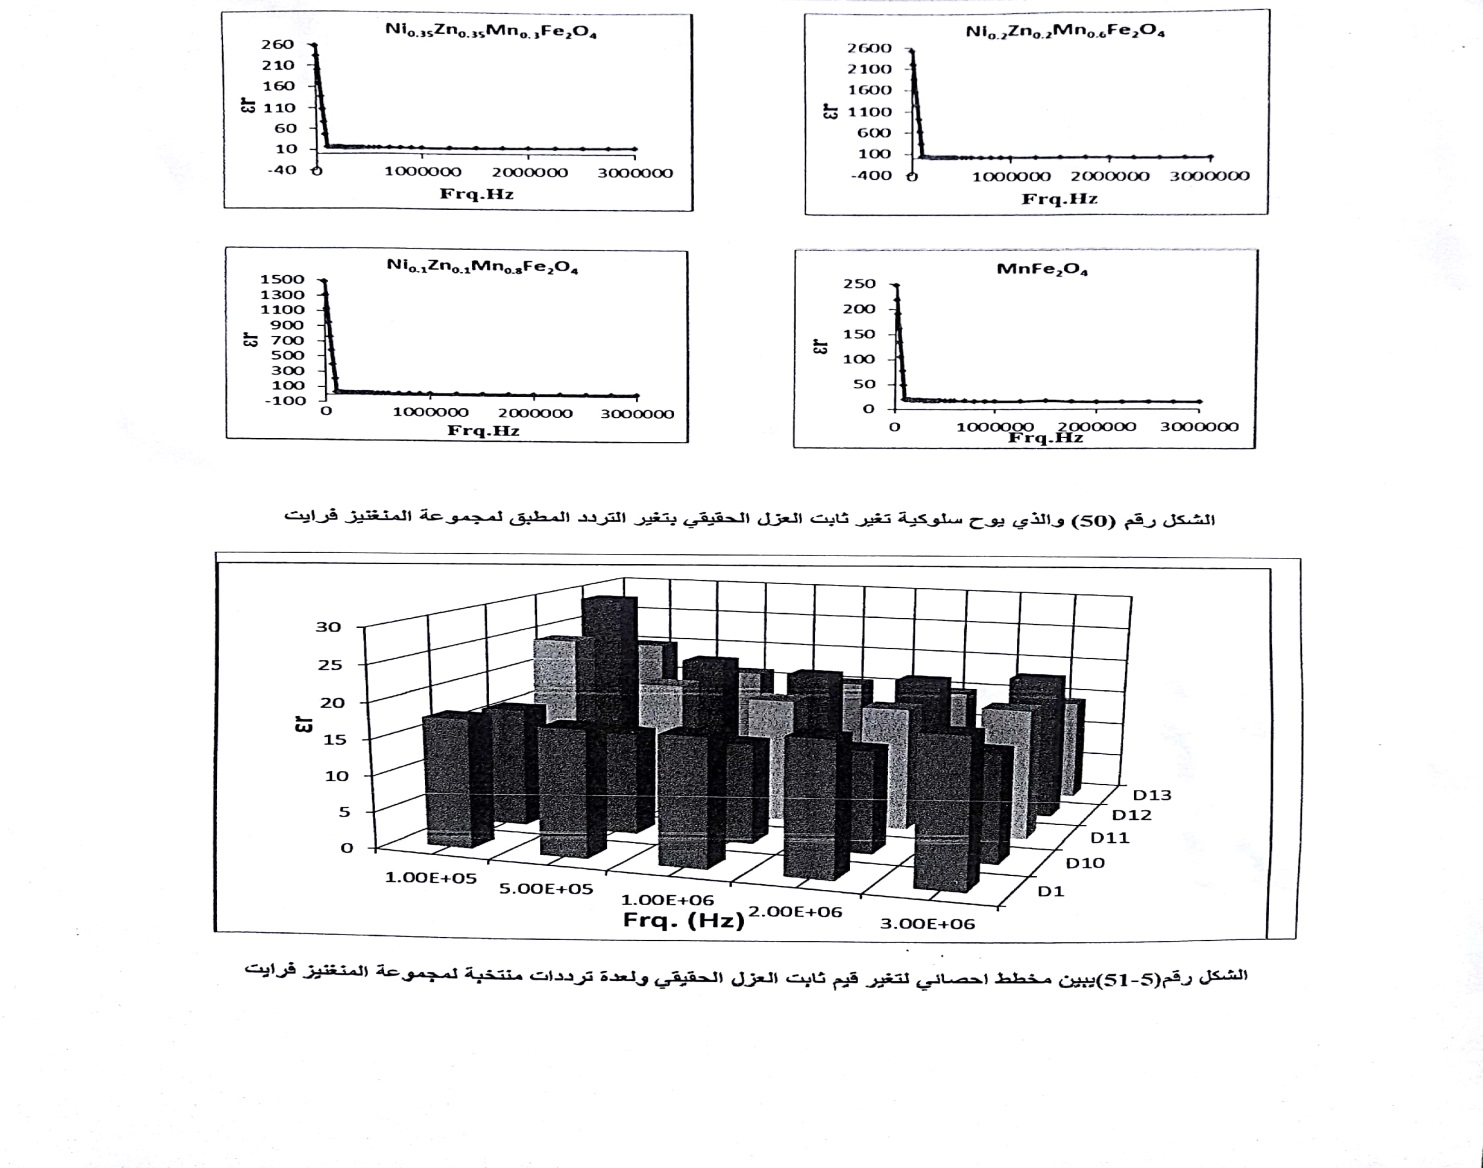 Ni₀.₃₅Zn₀.₃₅Mn₀.₃Fe₂O₄
260
210
160
110
60
10
-40
εr
0 1000000 2000000 3000000
Frq.Hz
Ni₀.₂Zn₀.₂Mn₀.₆Fe₂O₄
2600
2100
1600
1100
600
100
-400
εr
0 1000000 2000000 3000000
Frq.Hz
Ni₀.₁Zn₀.₁Mn₀.₈Fe₂O₄
1500
1300
1100
900
700
500
300
100
-100
εr
0 1000000 2000000 3000000
Frq.Hz
MnFe₂O₄
250
200
150
100
50
0
εr
0 1000000 2000000 3000000
Frq.Hz
الشكل رقم (50) والذي يوح سلوكية تغير ثابت العزل الحقيقي بتغير التردد المطبق لمجموعة المنغنيز فرايت
30
25
20
15
10
5
0
εr
1.00E+05 5.00E+05 1.00E+06 2.00E+06 3.00E+06
Frq. (Hz)
D13
D12
D11
D10
D1
الشكل رقم(5-51)يبين مخطط احصائي لتغير قيم ثابت العزل الحقيقي ولعدة ترددات منتخبة لمجموعة المنغنيز فرايت